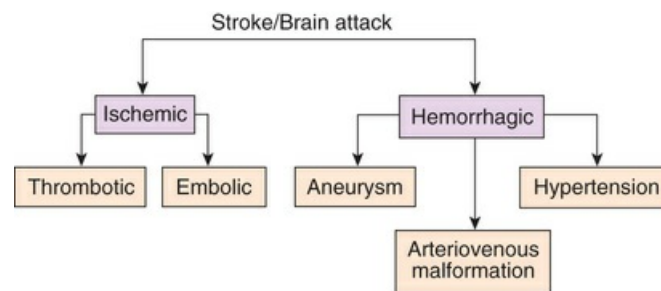 Stroke/Brain attack
Ischemic
Hemorrhagic
Thrombotic
Embolic
Aneurysm
Hypertension
Arteriovenous
malformation